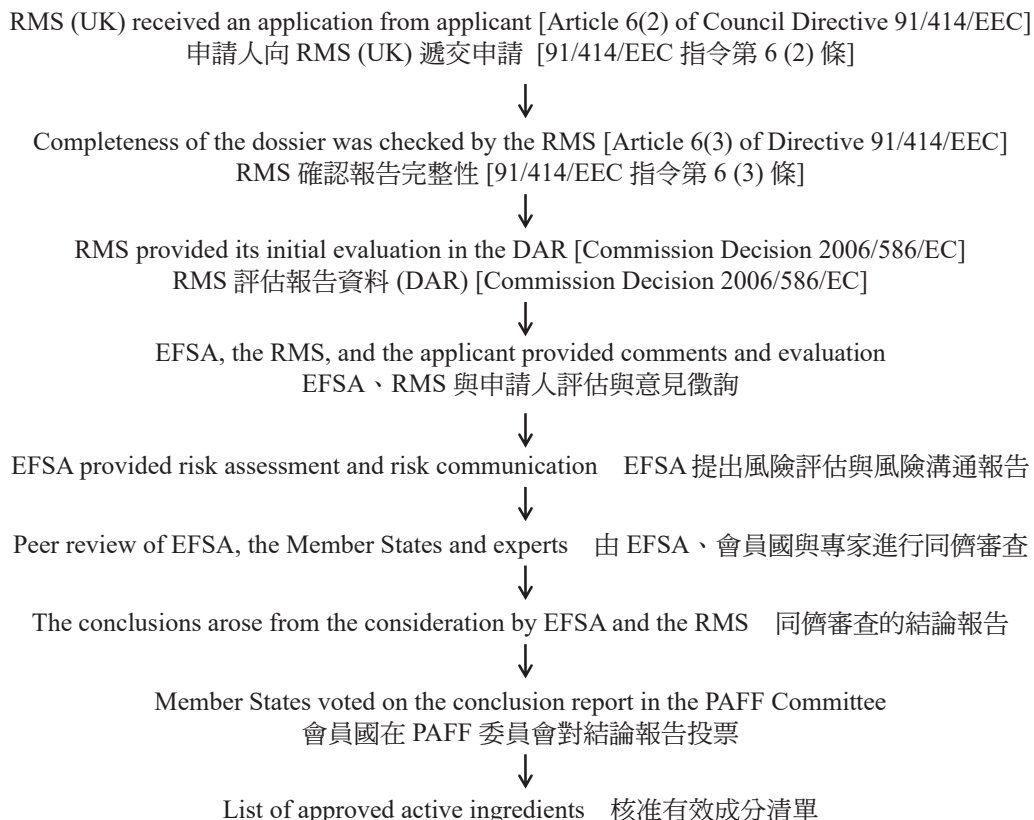 RMS (UK) received an application from applicant [Article 6(2) of Council Directive 91/414/EEC]
申請人向 RMS (UK) 遞交申請 [91/414/EEC 指令第 6 (2) 條]
Completeness of the dossier was checked by the RMS [Article 6(3) of Directive 91/414/EEC]
RMS 確認報告完整性 [91/414/EEC 指令第 6 (3) 條]
RMS provided its initial evaluation in the DAR [Commission Decision 2006/586/EC]
RMS 評估報告資料 (DAR) [Commission Decision 2006/586/EC]
EFSA, the RMS, and the applicant provided comments and evaluation
EFSA、RMS 與申請人評估與意見徵詢
EFSA provided risk assessment and risk communication EFSA 提出風險評估與風險溝通報告
Peer review of EFSA, the Member States and experts 由 EFSA、會員國與專家進行同儕審查
The conclusions arose from the consideration by EFSA and the RMS 同儕審查的結論報告
Member States voted on the conclusion report in the PAFF Committee
會員國在 PAFF 委員會對結論報告投票
List of approved active ingredients 核准有效成分清單